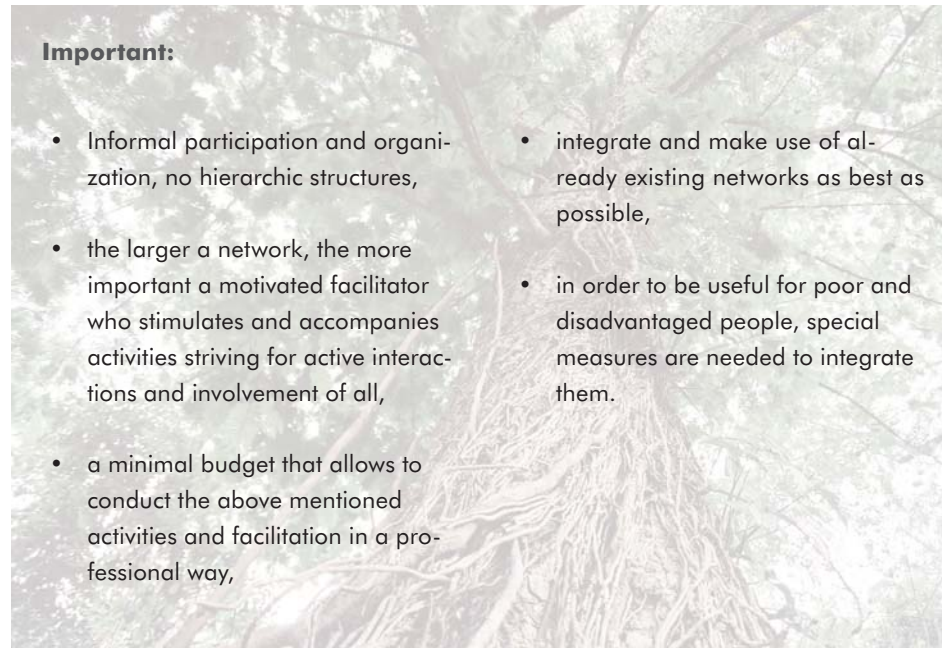 Important:
• Informal participation and organi-
zation, no hierarchic structures,
• the larger a network, the more
important a motivated facilitator
who stimulates and accompanies
activities striving for active interac-
tions and involvement of all,
• a minimal budget that allows to
conduct the above mentioned
activities and facilitation in a pro-
fessional way,
• integrate and make use of al-
ready existing networks as best as
possible,
• in order to be useful for poor and
disadvantaged people, special
measures are needed to integrate
them.